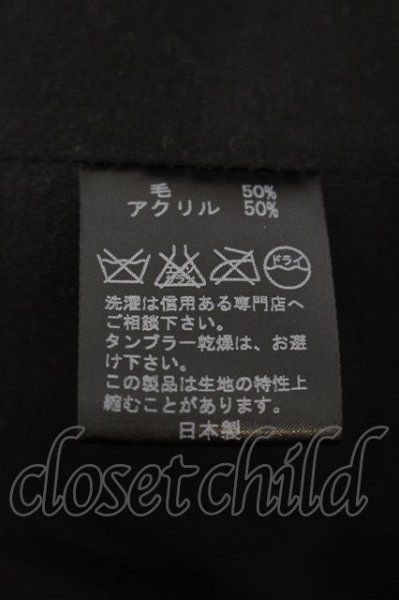 毛 50%
アクリル 50%
ドライ
洗濯は信用ある専門店へ
ご相談下さい。
タンブラー乾燥は、お避
け下さい。
この製品は生地の特性上
縮むことがあります。
日本製
closetchild